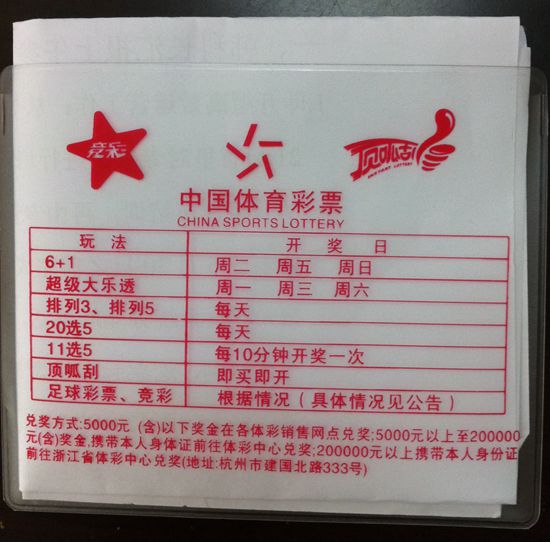 竞彩
顶呱刮
中国体育彩票
CHINA SPORTS LOTTERY
玩法 开奖日
6+1 周二 周五 周日
超级大乐透 周一 周三 周六
排列3、排列5 每天
20选5 每天
11选5 每10分钟开奖一次
顶呱刮 即买即开
足球彩票、竞彩 根据情况（具体情况见公告）
兑奖方式:5000元 (含)以下奖金在各体彩销售网点兑奖;5000元以上至200000
元(含)奖金,携带本人身体证前往体彩中心兑奖;200000元以上携带本人身份证
前往浙江省体彩中心兑奖(地址:杭州市建国北路333号)